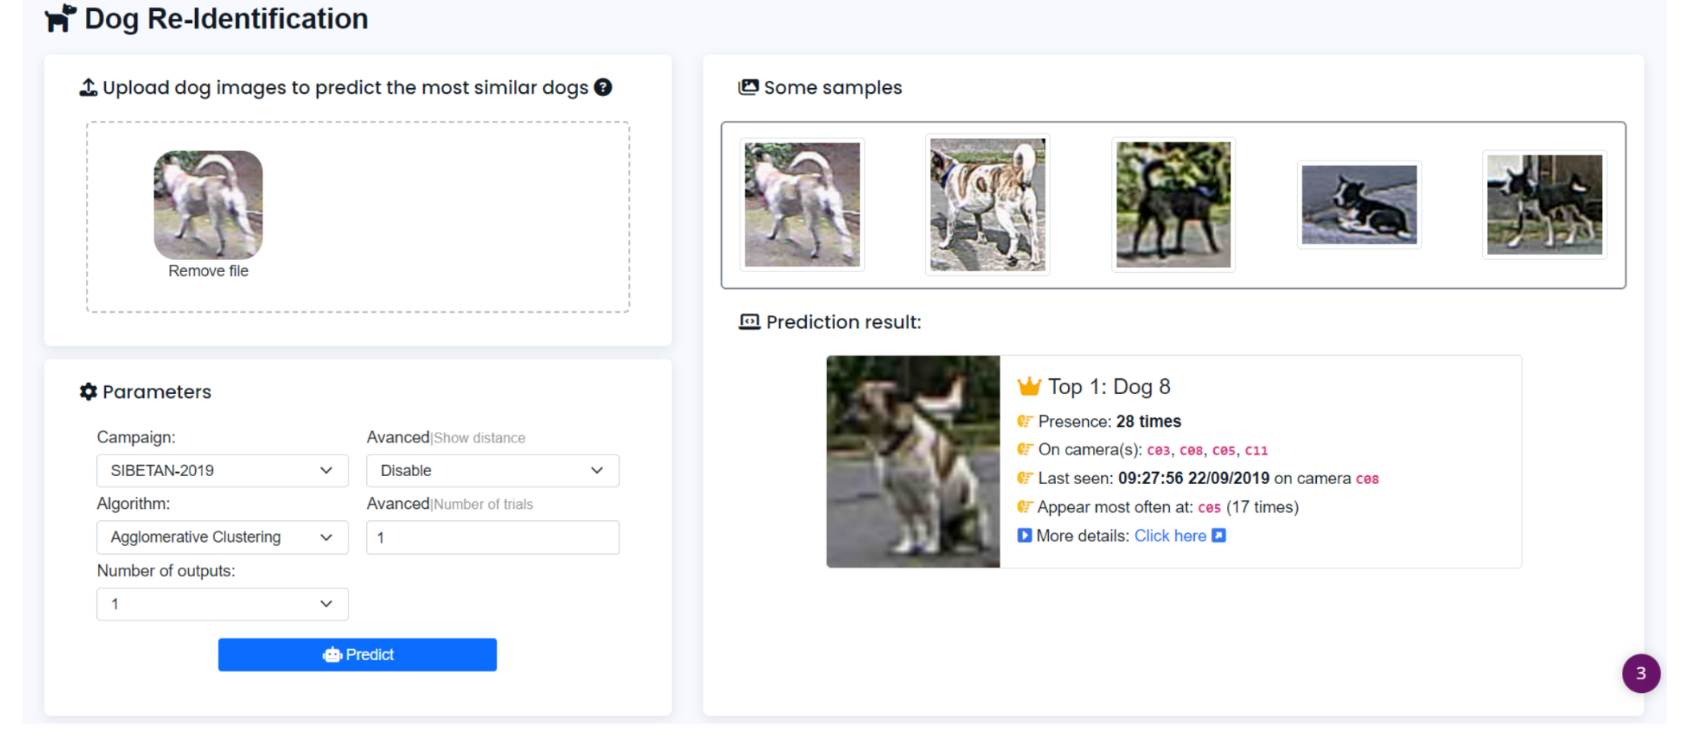 Dog Re-Identification
Upload dog images to predict the most similar dogs ?
Remove file
Parameters
Campaign:
SIBETAN-2019
Avanced|Show distance
Disable
Algorithm:
Agglomerative Clustering
Avanced|Number of trials
1
Number of outputs:
1
Predict
Some samples
Prediction result:
Top 1: Dog 8
Presence: 28 times
On camera(s): c03, c08, c05, c11
Last seen: 09:27:56 22/09/2019 on camera c08
Appear most often at: c05 (17 times)
More details: Click here
3